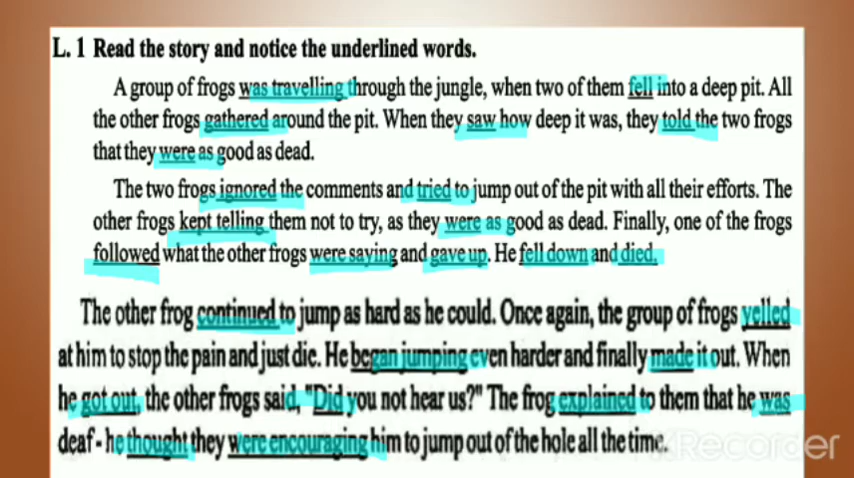 L. 1 Read the story and notice the underlined words.
A group of frogs was travelling through the jungle, when two of them fell into a deep pit. All
the other frogs gathered around the pit. When they saw how deep it was, they told the two frogs
that they were as good as dead.
The two frogs ignored the comments and tried to jump out of the pit with all their efforts. The
other frogs kept telling them not to try, as they were as good as dead. Finally, one of the frogs
followed what the other frogs were saying and gave up. He fell down and died.
The other frog continued to jump as hard as he could. Once again, the group of frogs yelled
at him to stop the pain and just die. He began jumping even harder and finally made it out. When
he got out, the other frogs said, "Did you not hear us?" The frog explained to them that he was
deaf - he thought they were encouraging him to jump out of the hole all the time.
Recorder